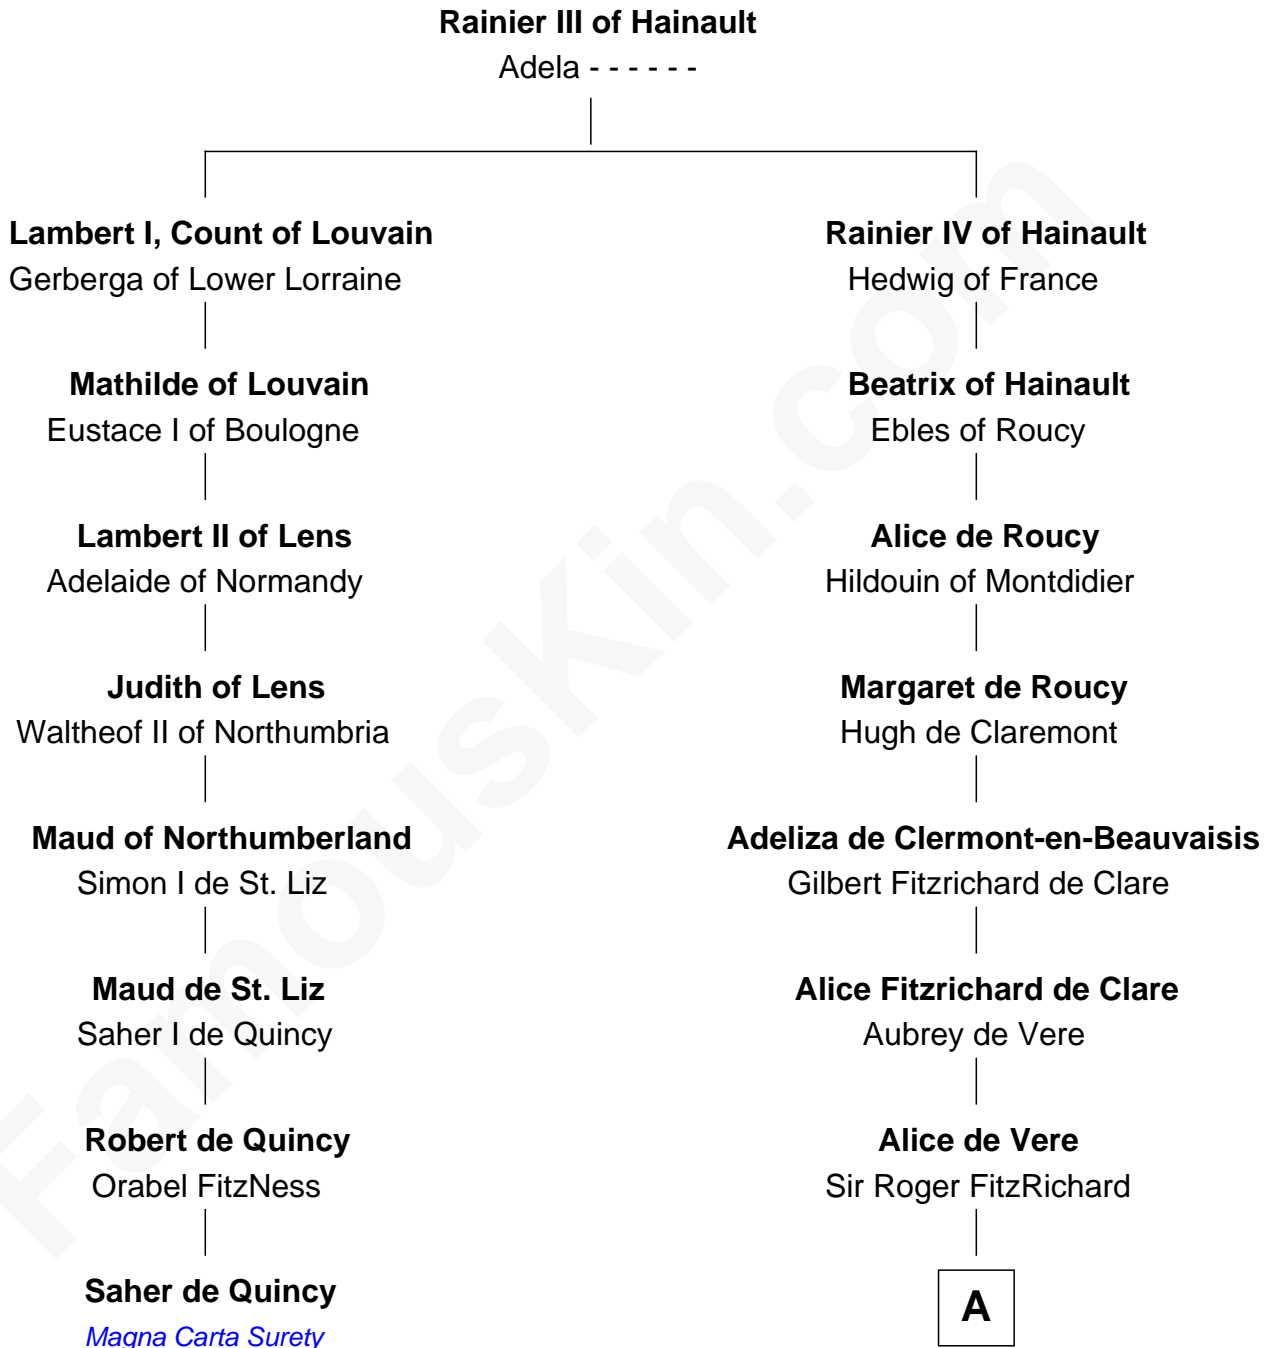 Rainier III of Hainault
Adela - - - - - -
Lambert I, Count of Louvain
Gerberga of Lower Lorraine
Mathilde of Louvain
Eustace I of Boulogne
Lambert II of Lens
Adelaide of Normandy
Judith of Lens
Waltheof II of Northumbria
Maud of Northumberland
Simon I de St. Liz
Maud de St. Liz
Saher I de Quincy
Robert de Quincy
Orabel FitzNess
Saher de Quincy
Magna Carta Surety
Rainier IV of Hainault
Hedwig of France
Beatrix of Hainault
Ebles of Roucy
Alice de Roucy
Hildouin of Montdidier
Margaret de Roucy
Hugh de Claremont
Adeliza de Clermont-en-Beauvaisis
Gilbert Fitzrichard de Clare
Alice Fitzrichard de Clare
Aubrey de Vere
Alice de Vere
Sir Roger FitzRichard
A
FamousKin.com